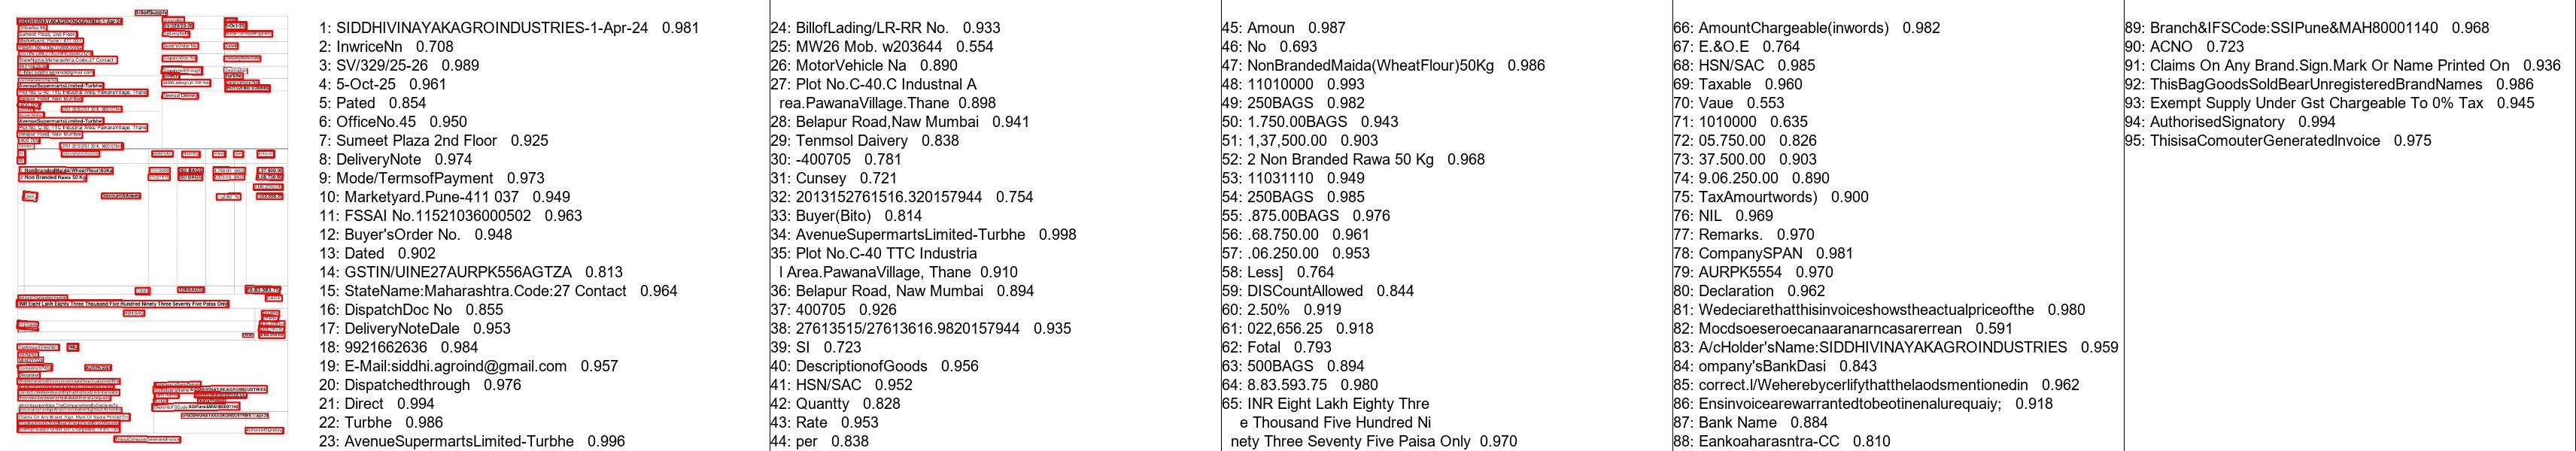 1: SIDDHIVINAYAKAGROINDUSTRIES-1-Apr-24 0.981
2: InwriceNn 0.708
3: SV/329/25-26 0.989
4: 5-Oct-25 0.961
5: Pated 0.854
6: OfficeNo.45 0.950
7: Sumeet Plaza 2nd Floor 0.925
8: DeliveryNote 0.974
9: Mode/TermsofPayment 0.973
10: Marketyard.Pune-411 037 0.949
11: FSSAI No.11521036000502 0.963
12: Buyer'sOrder No. 0.948
13: Dated 0.902
14: GSTIN/UINE27AURPK556AGTZA 0.813
15: StateName:Maharashtra.Code:27 Contact 0.964
16: DispatchDoc No 0.855
17: DeliveryNoteDale 0.953
18: 9921662636 0.984
19: E-Mail:siddhi.agroind@gmail.com 0.957
20: Dispatchedthrough 0.976
21: Direct 0.994
22: Turbhe 0.986
23: AvenueSupermartsLimited-Turbhe 0.996
24: BillofLading/LR-RR No. 0.933
25: MW26 Mob. w203644 0.554
26: MotorVehicle Na 0.890
27: Plot No.C-40.C Industnal A
rea.PawanaVillage.Thane 0.898
28: Belapur Road,Naw Mumbai 0.941
29: Tenmsol Daivery 0.838
30: -400705 0.781
31: Cunsey 0.721
32: 2013152761516.320157944 0.754
33: Buyer(Bito) 0.814
34: AvenueSupermartsLimited-Turbhe 0.998
35: Plot No.C-40 TTC Industria
l Area.PawanaVillage, Thane 0.910
36: Belapur Road, Naw Mumbai 0.894
37: 400705 0.926
38: 27613515/27613616.9820157944 0.935
39: SI 0.723
40: DescriptionofGoods 0.956
41: HSN/SAC 0.952
42: Quantty 0.828
43: Rate 0.953
44: per 0.838
45: Amoun 0.987
46: No 0.693
47: NonBrandedMaida(WheatFlour)50Kg 0.986
48: 11010000 0.993
49: 250BAGS 0.982
50: 1.750.00BAGS 0.943
51: 1,37,500.00 0.903
52: 2 Non Branded Rawa 50 Kg 0.968
53: 11031110 0.949
54: 250BAGS 0.985
55: .875.00BAGS 0.976
56: .68,750.00 0.961
57: .06,250.00 0.953
58: Less] 0.764
59: DISCountAllowed 0.844
60: 2.50% 0.919
61: 022,656.25 0.918
62: Fotal 0.793
63: 500BAGS 0.894
64: 8.83.593.75 0.980
65: INR Eight Lakh Eighty Thre
e Thousand Five Hundred Ni
nety Three Seventy Five Paisa Only 0.970
66: AmountChargeable(inwords) 0.982
67: E.&O.E 0.764
68: HSN/SAC 0.985
69: Taxable 0.960
70: Vaue 0.553
71: 1010000 0.635
72: 05.750.00 0.826
73: 37.500.00 0.903
74: 9.06.250.00 0.890
75: TaxAmourtwords) 0.900
76: NIL 0.969
77: Remarks. 0.970
78: CompanySPAN 0.981
79: AURPK5554 0.970
80: Declaration 0.962
81: Wedeciarethatthisinvoiceshowstheactualpriceofthe 0.980
82: Mocdsoeseroecanaaranarncasarerrean 0.591
83: A/cHolder'sName:SIDDHIVINAYAKAGROINDUSTRIES 0.959
84: ompany'sBankDasi 0.843
85: correct.I/Weherebycerlifythatthelaodsmentionedin 0.962
86: Ensinvoicearewarrantedtobeotinenalurequaiy; 0.918
87: Bank Name 0.884
88: Eankoaharasntra-CC 0.810
89: Branch&IFSCode:SSIPune&MAH80001140 0.968
90: ACNO 0.723
91: Claims On Any Brand.Sign.Mark Or Name Printed On 0.936
92: ThisBagGoodsSoldBearUnregisteredBrandNames 0.986
93: Exempt Supply Under Gst Chargeable To 0% Tax 0.945
94: AuthorisedSignatory 0.994
95: ThisisaComouterGeneratedInvoice 0.975